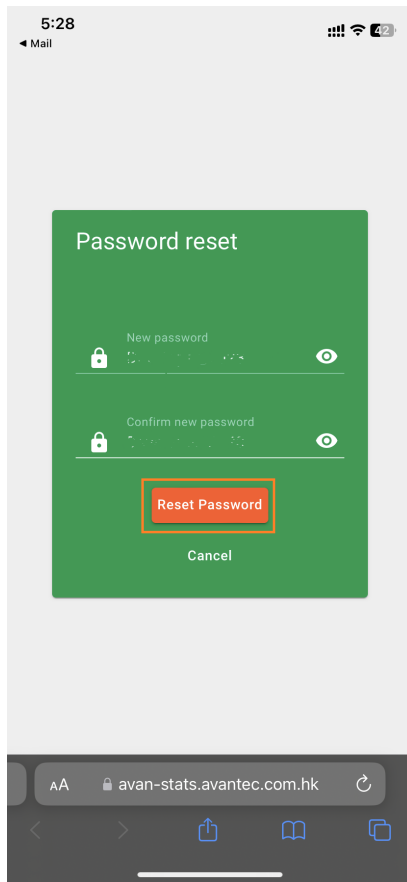 5:28
◀ Mail
42
Password reset
New password
Confirm new password
Reset Password
Cancel
AA
avan-stats.avantec.com.hk